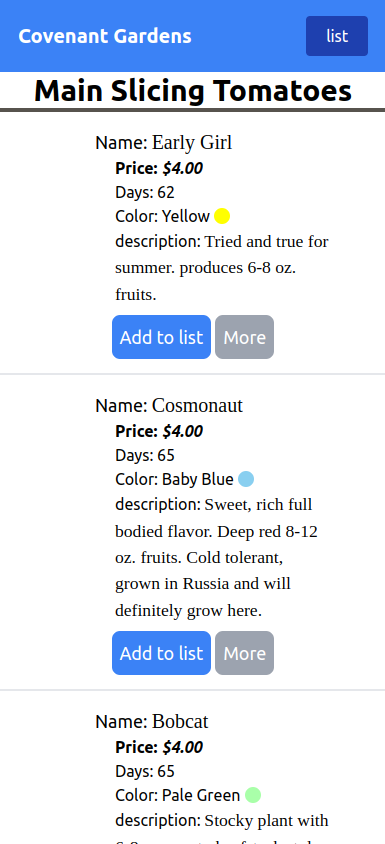 Covenant Gardens
list
Main Slicing Tomatoes
Name: Early Girl
Price: $4.00
Days: 62
Color: Yellow
description: Tried and true for
summer. produces 6-8 oz.
fruits.
Add to list More
Name: Cosmonaut
Price: $4.00
Days: 65
Color: Baby Blue
description: Sweet, rich full
bodied flavor. Deep red 8-12
oz. fruits. Cold tolerant,
grown in Russia and will
definitely grow here.
Add to list More
Name: Bobcat
Price: $4.00
Days: 65
Color: Pale Green
description: Stocky plant with